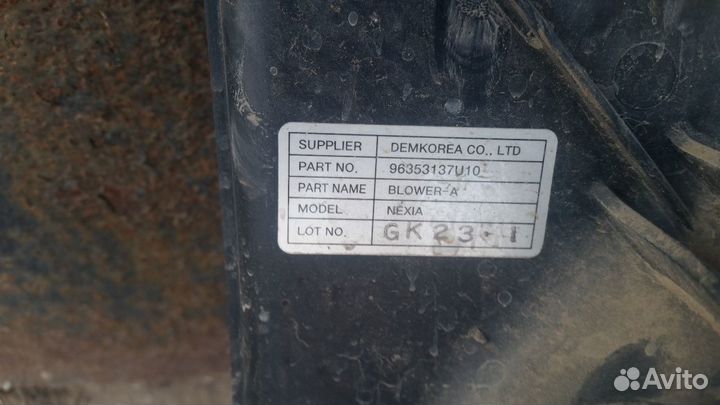 SUPPLIER DEMKOREA CO., LTD
PART NO. 96353137U10
PART NAME BLOWER-A
MODEL NEXIA
LOT NO. GK23-1
Avito